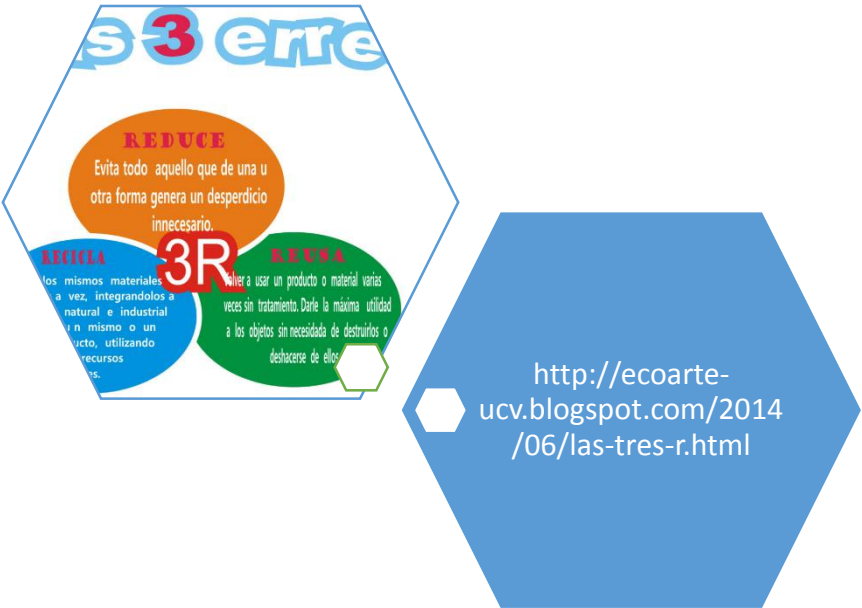 as 3 erre
REDUCE
Evita todo aquello que de una u
otra forma genera un desperdicio
innecesario.
RECICLA
los mismos materiales
a vez, integrandolos a
natural e industrial
un mismo o un
ucto, utilizando
recursos
es.
3R
REUSA
olver a usar un producto o material varias
veces sin tratamiento. Darle la máxima utilidad
a los objetos sin necesidada de destruirlos o
deshacerse de ellos
http://ecoarte-
ucv.blogspot.com/2014
/06/las-tres-r.html